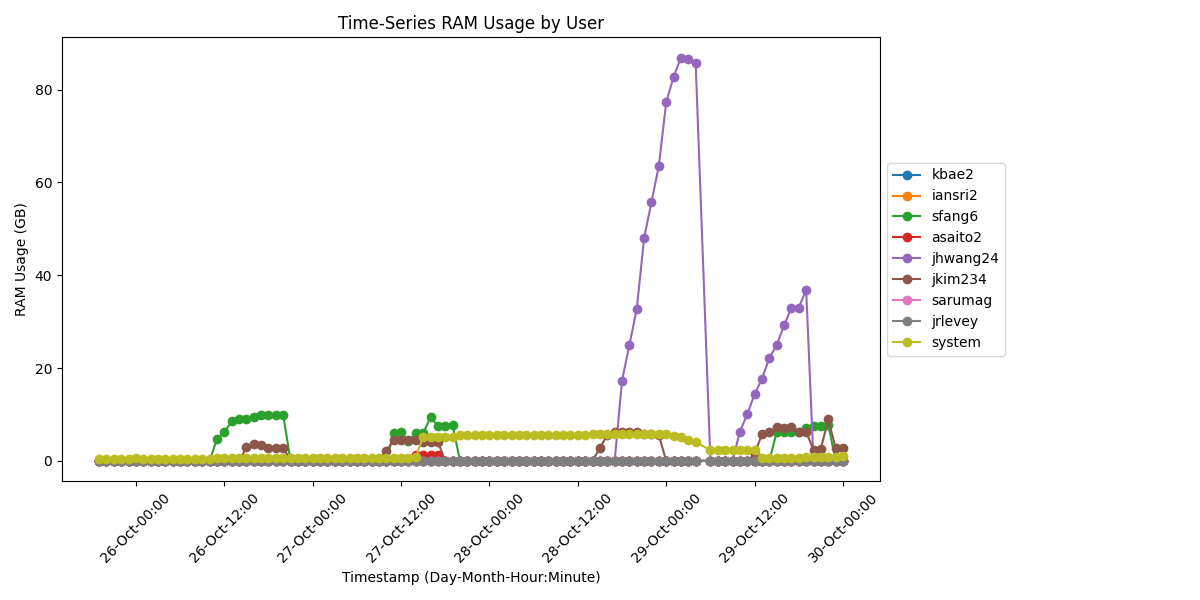 Time-Series RAM Usage by User
RAM Usage (GB)
80
60
40
20
0
26-Oct-00:00
26-Oct-12:00
27-Oct-00:00
27-Oct-12:00
28-Oct-00:00
28-Oct-12:00
29-Oct-00:00
29-Oct-12:00
30-Oct-00:00
Timestamp (Day-Month-Hour:Minute)
kbae2
iansri2
sfang6
asaito2
jhwang24
jkim234
sarumag
jrlevey
system